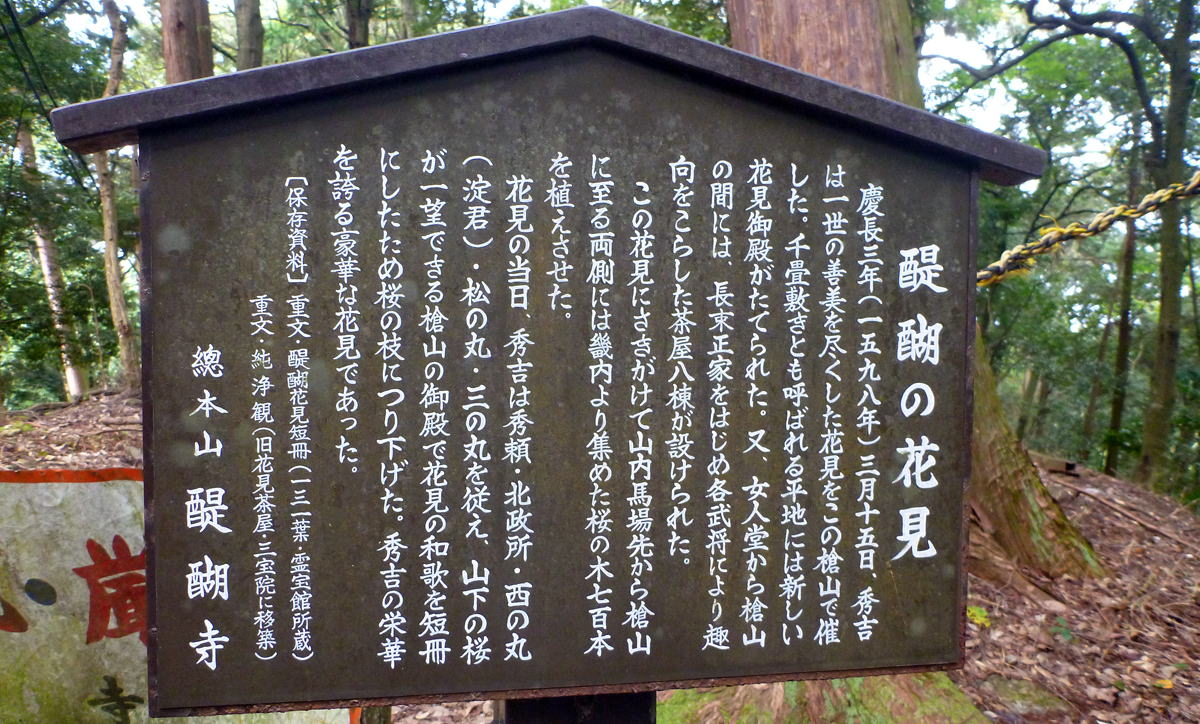 醍醐の花見
慶長三年（一五九八年）三月十五日、秀吉
は一世の善美を尽くした花見をこの槍山で催
した。千畳敷きとも呼ばれる平地には新しい
花見御殿がたてられた。又、女人堂から槍山
の間には、長束正家をはじめ各武将により趣
向をこらした茶屋八棟が設けられた。
この花見にさきがけて山内馬場先から槍山
に至る両側には畿内より集めた桜の木七百本
を植えさせた。
花見の当日、秀吉は秀頼・北政所・西の丸
（淀君）・松の丸・三の丸を従え、山下の桜
が一望できる槍山の御殿で花見の和歌を短冊
にしたため桜の枝につり下げた。秀吉の栄華
を誇る豪華な花見であった。
［保存資料］重文・醍醐花見短冊（一三一葉・霊宝館所蔵）
重文・純浄観（旧花見茶屋・三宝院に移築）
總本山醍醐寺
寺